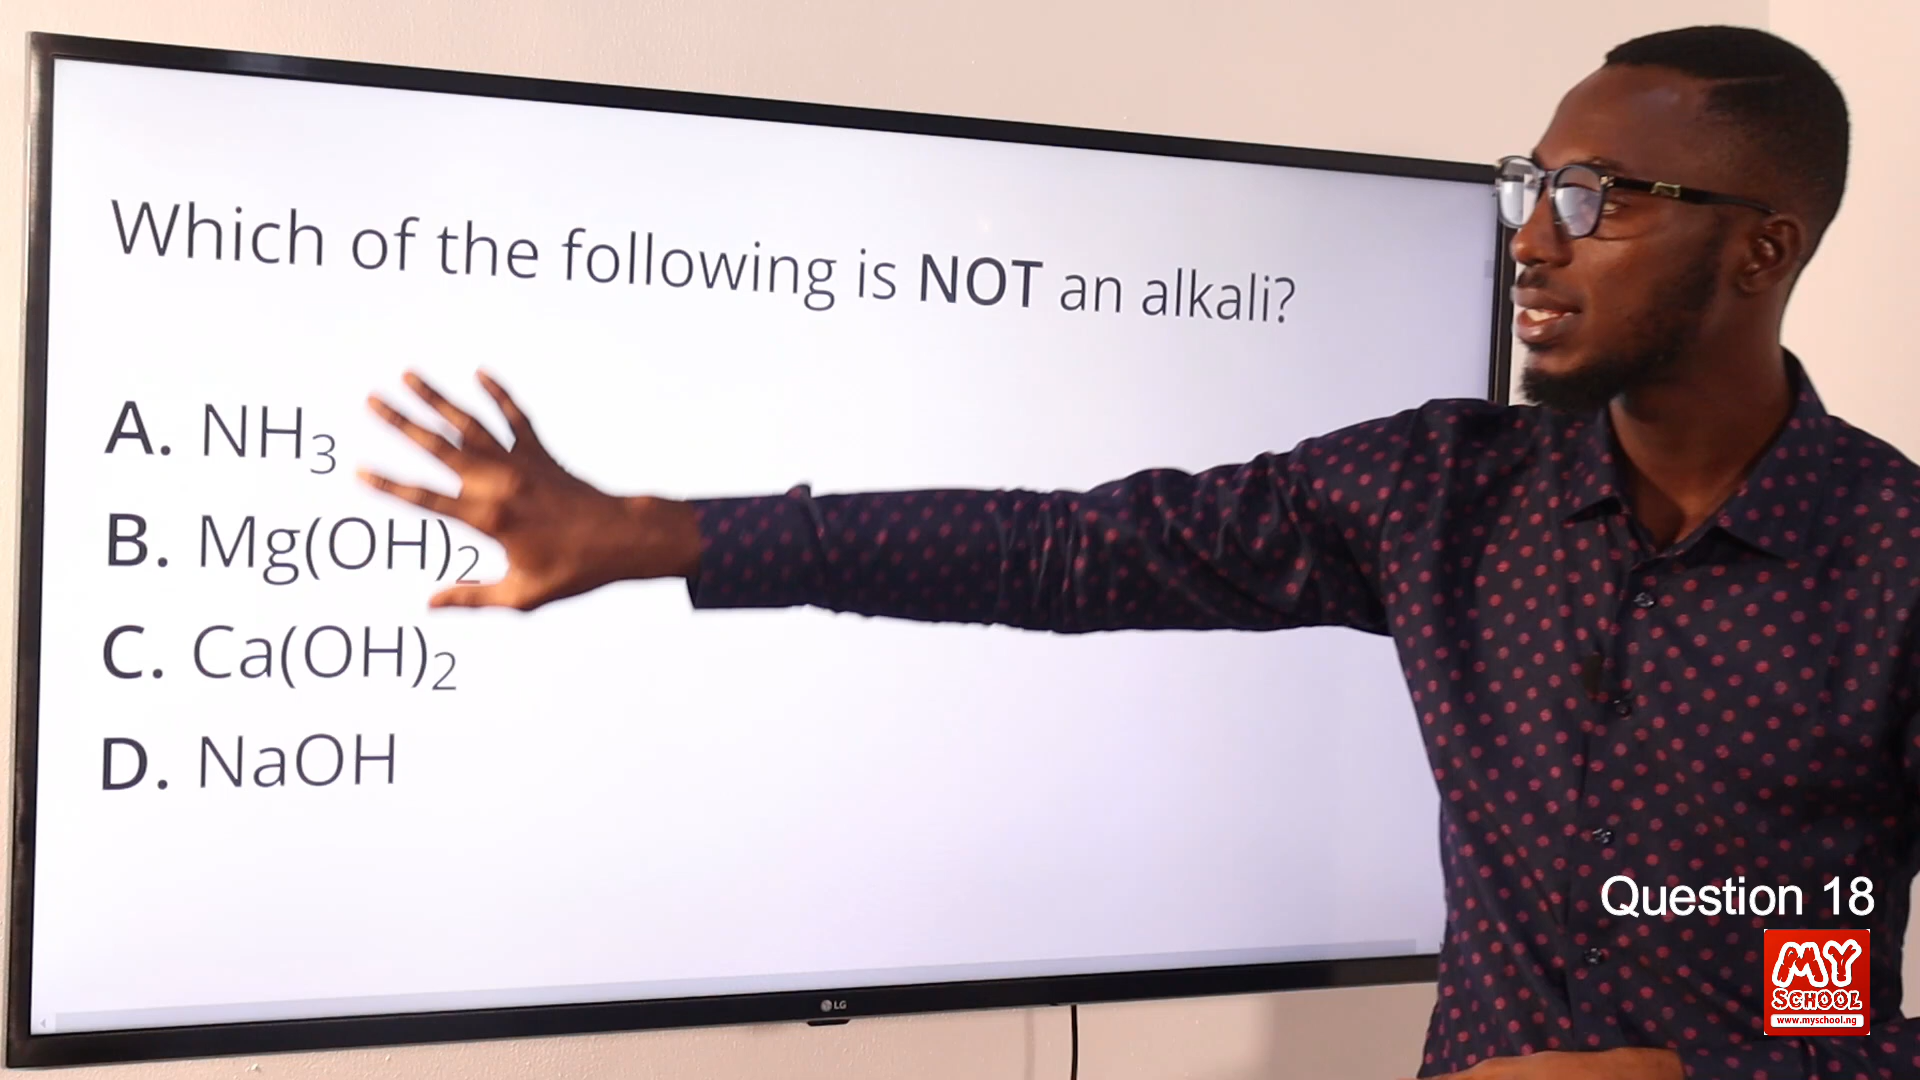 Which of the following is NOT an alkali?
A. NH₃
B. Mg(OH)₂
C. Ca(OH)₂
D. NaOH
LG
Question 18
MY
SCHOOL
www.myschool.ng